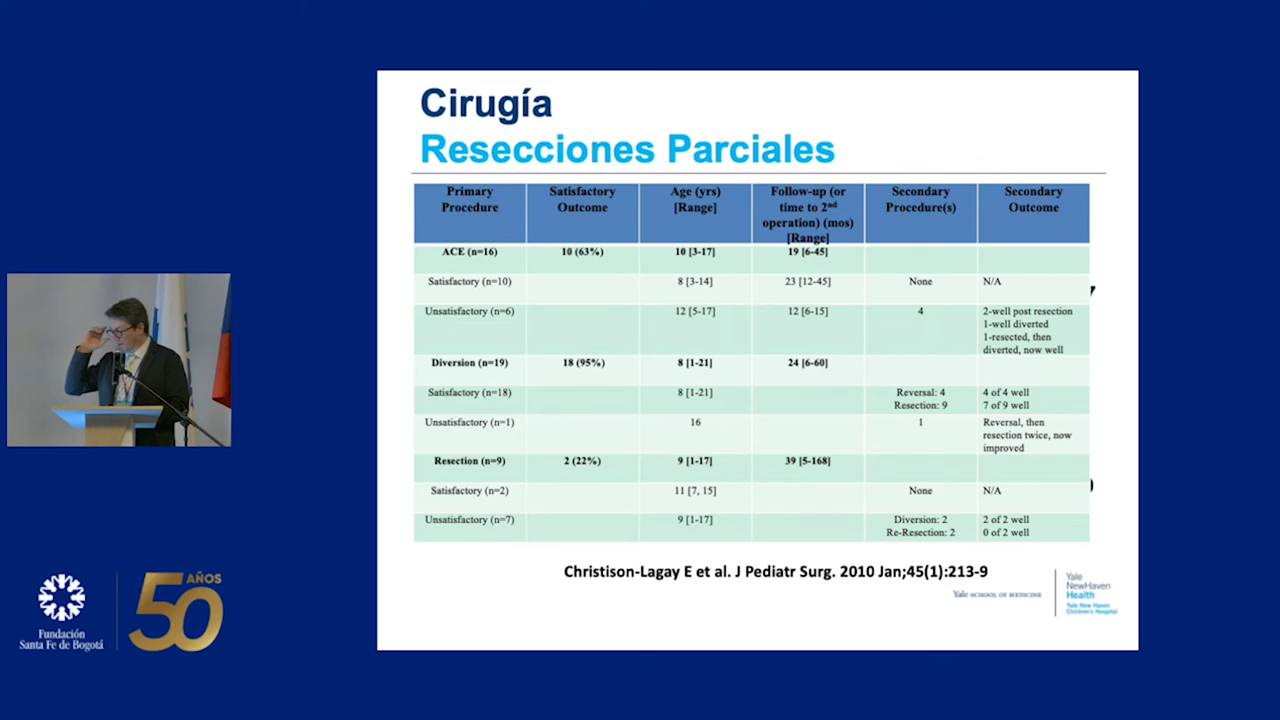 Cirugía
Resecciones Parciales
Primary Procedure Satisfactory Outcome Age (yrs) [Range] Follow-up (or time to 2nd operation) (mos) [Range] Secondary Procedure(s) Secondary Outcome
ACE (n=16) 10 (63%) 10 [3-17] 19 [6-45]
Satisfactory (n=10) 8 [3-14] 23 [12-45] None N/A
Unsatisfactory (n=6) 12 [5-17] 12 [6-15] 4 2-well post resection
1-well diverted
1-resected, then
diverted, now well
Diversion (n=19) 18 (95%) 8 [1-21] 24 [6-60]
Satisfactory (n=18) 8 [1-21] Reversal: 4 4 of 4 well
Resection: 9 7 of 9 well
Unsatisfactory (n=1) 16 1 Reversal, then
resection twice, now
improved
Resection (n=9) 2 (22%) 9 [1-17] 39 [5-168]
Satisfactory (n=2) 11 [7, 15] None N/A
Unsatisfactory (n=7) 9 [1-17] Diversion: 2 2 of 2 well
Re-Resection: 2 0 of 2 well
Christison-Lagay E et al. J Pediatr Surg. 2010 Jan;45(1):213-9
Yale SCHOOL OF MEDICINE
Yale
NewHaven
Health
Yale New Haven
Children's Hospital
Fundación
Santa Fe de Bogotá
50 AÑOS